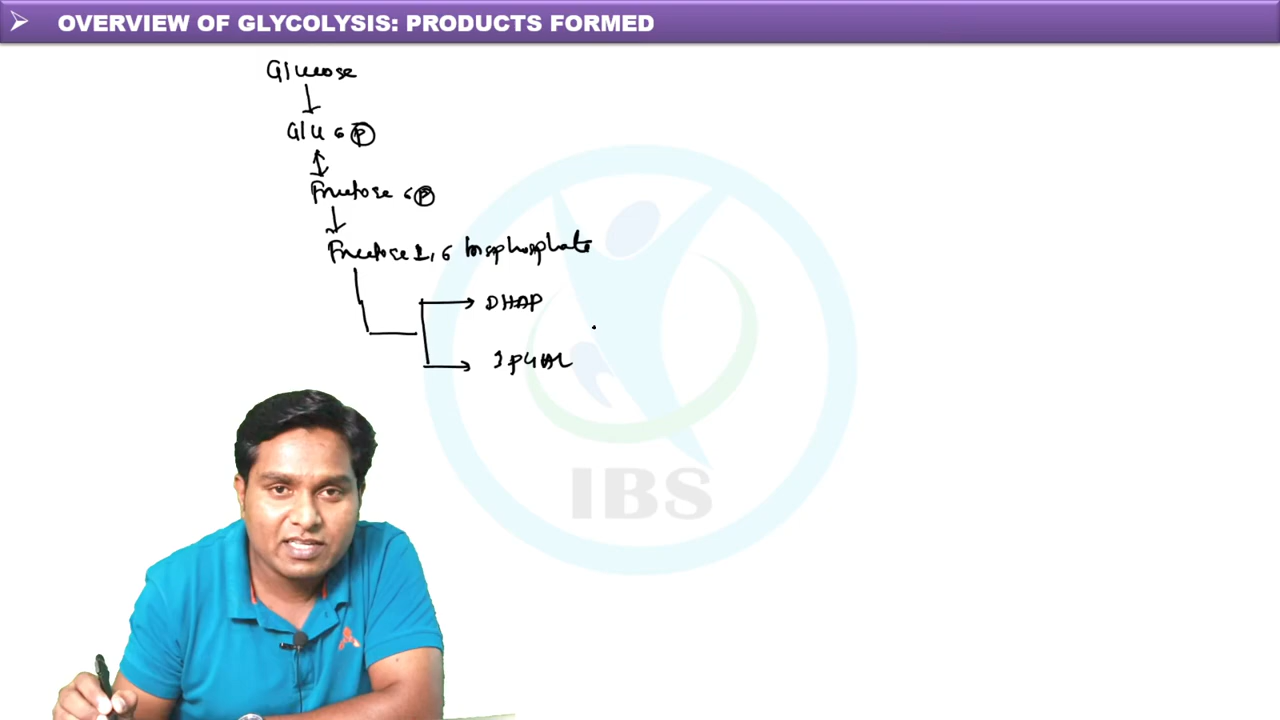 OVERVIEW OF GLYCOLYSIS: PRODUCTS FORMED
Glucose
Glu 6 P
Fructose 6 P
Fructose 1,6 bisphosphate
DHAP
3PGAL
IBS